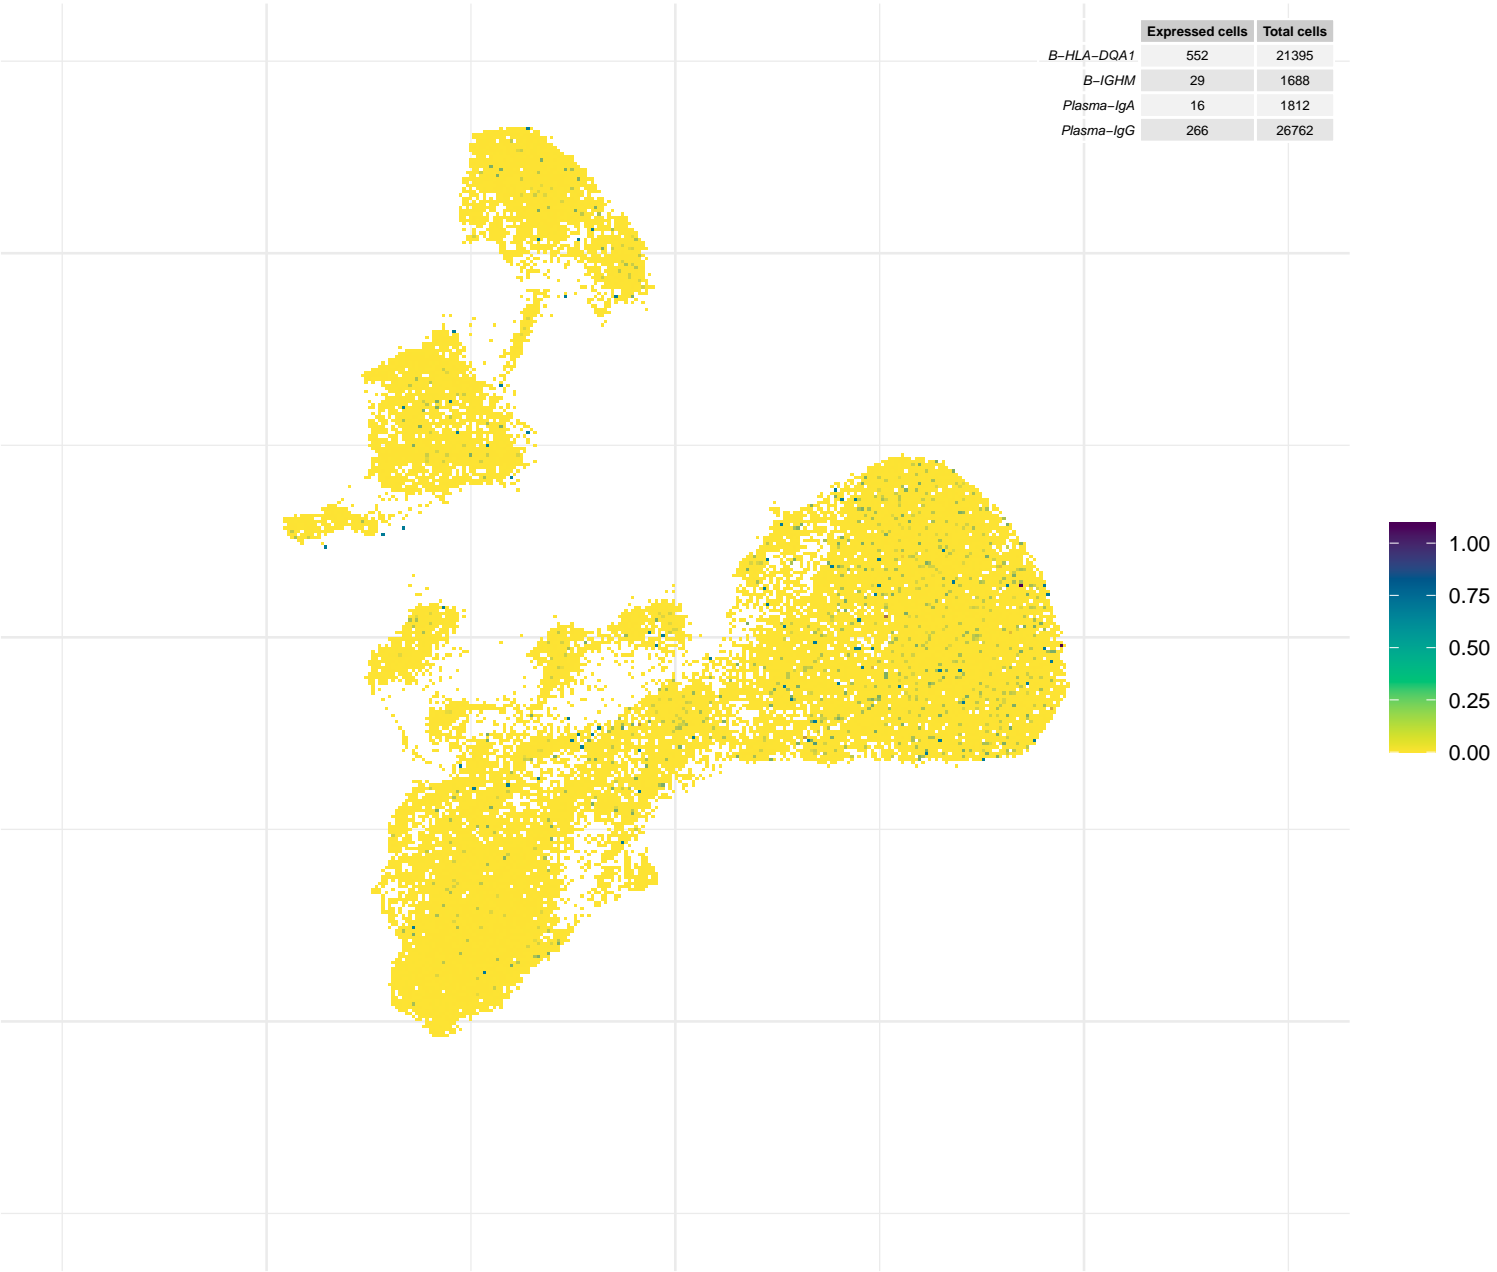 Expressed cells Total cells
B−HLA−DQA1 552 21395
B−IGHM 29 1688
Plasma−IgA 16 1812
Plasma−IgG 266 26762
1.00
0.75
0.50
0.25
0.00